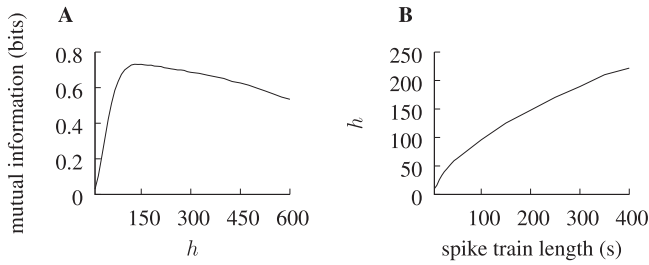 A
mutual information (bits)
0.8
0.6
0.4
0.2
0
150 300 450 600
h
B
h
250
200
150
100
50
0
100 200 300 400
spike train length (s)